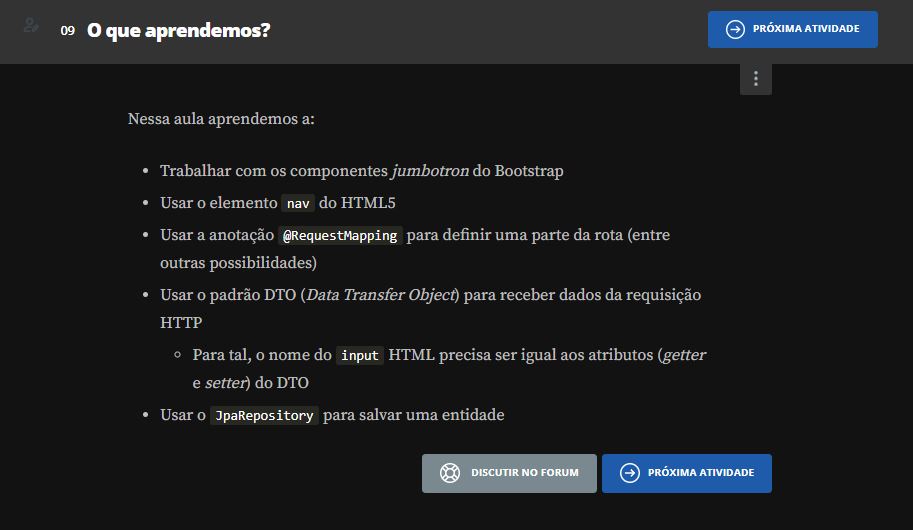 09 O que aprendemos?
PRÓXIMA ATIVIDADE
Nessa aula aprendemos a:
• Trabalhar com os componentes jumbotron do Bootstrap
• Usar o elemento nav do HTML5
• Usar a anotação @RequestMapping para definir uma parte da rota (entre
outras possibilidades)
• Usar o padrão DTO (Data Transfer Object) para receber dados da requisição
HTTP
◦ Para tal, o nome do input HTML precisa ser igual aos atributos (getter
e setter) do DTO
• Usar o JpaRepository para salvar uma entidade
DISCUTIR NO FORUM
PRÓXIMA ATIVIDADE